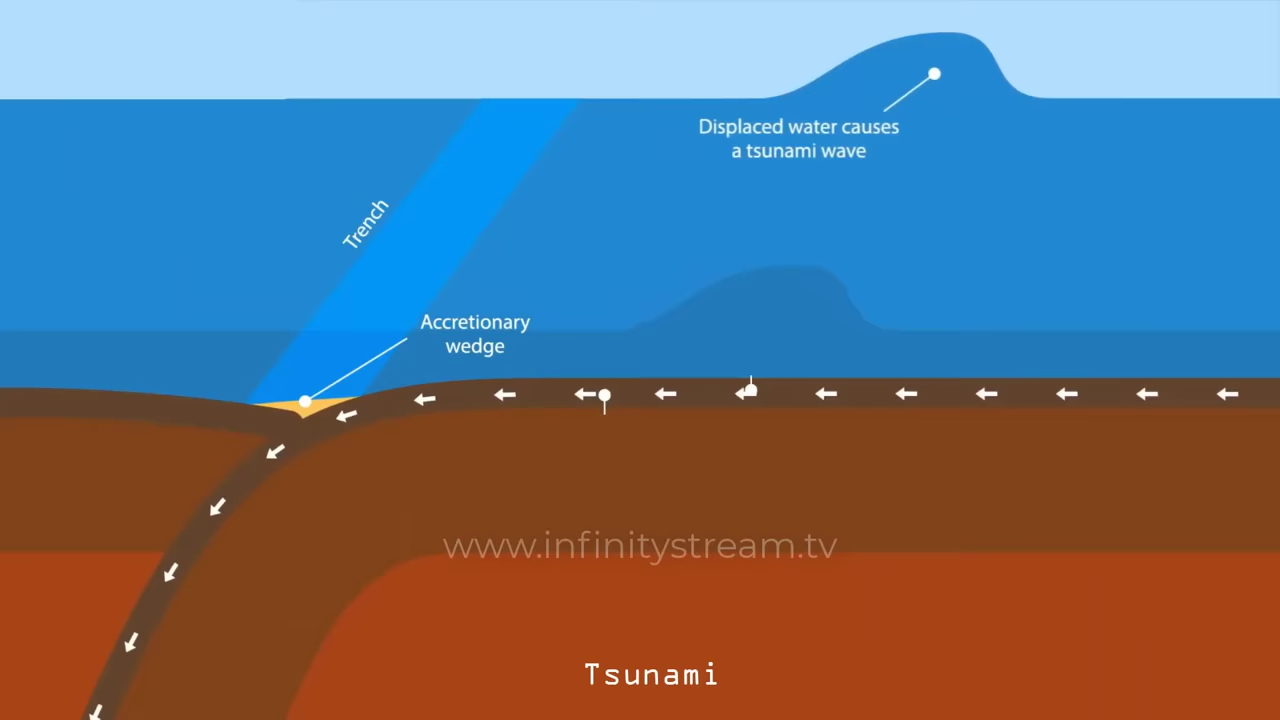 Displaced water causes
a tsunami wave
Trench
Accretionary
wedge
www.infinitystream.tv
Tsunami